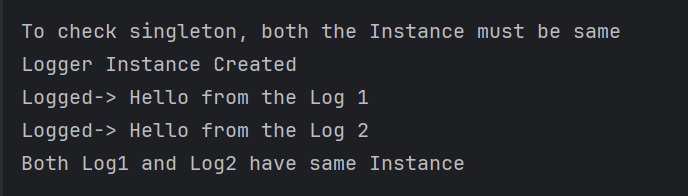 To check singleton, both the Instance must be same
Logger Instance Created
Logged-> Hello from the Log 1
Logged-> Hello from the Log 2
Both Log1 and Log2 have same Instance